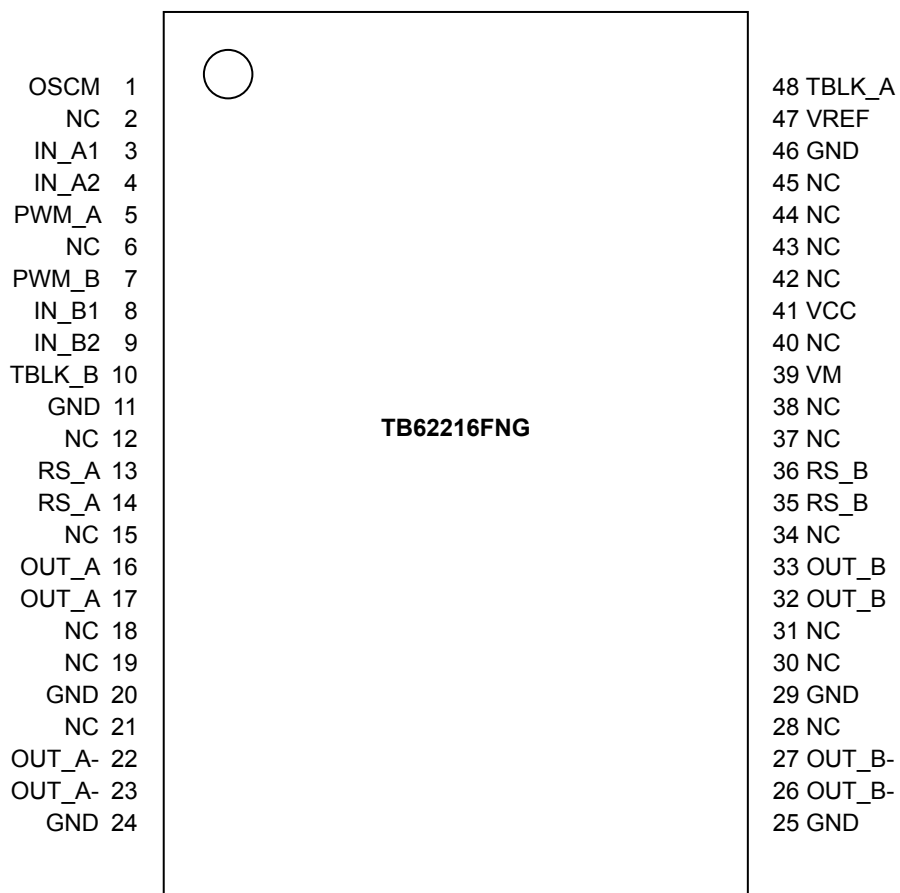 OSCM 1
NC 2
IN_A1 3
IN_A2 4
PWM_A 5
NC 6
PWM_B 7
IN_B1 8
IN_B2 9
TBLK_B 10
GND 11
NC 12
RS_A 13
RS_A 14
NC 15
OUT_A 16
OUT_A 17
NC 18
NC 19
GND 20
NC 21
OUT_A- 22
OUT_A- 23
GND 24
TB62216FNG
48 TBLK_A
47 VREF
46 GND
45 NC
44 NC
43 NC
42 NC
41 VCC
40 NC
39 VM
38 NC
37 NC
36 RS_B
35 RS_B
34 NC
33 OUT_B
32 OUT_B
31 NC
30 NC
29 GND
28 NC
27 OUT_B-
26 OUT_B-
25 GND